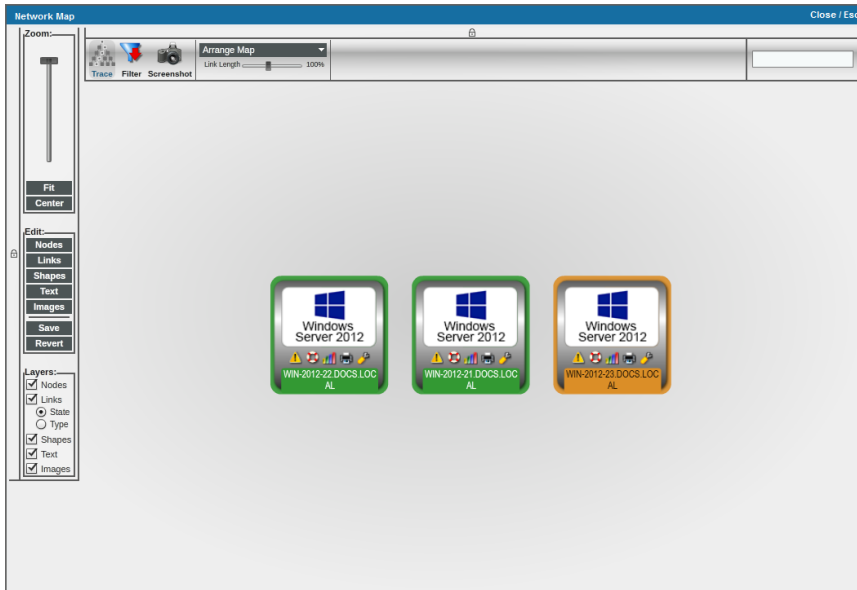 Network Map
Close / Esc
Zoom:
Fit
Center
Edit:
Nodes
Links
Shapes
Text
Images
Save
Revert
Layers:
Nodes
Links
State
Type
Shapes
Text
Images
Trace
Filter
Screenshot
Arrange Map
Link Length
100%
Windows
Server 2012
WIN-2012-22.DOCS.LOC
AL
Windows
Server 2012
WIN-2012-21.DOCS.LOC
AL
Windows
Server 2012
WIN-2012-23.DOCS.LOC
AL